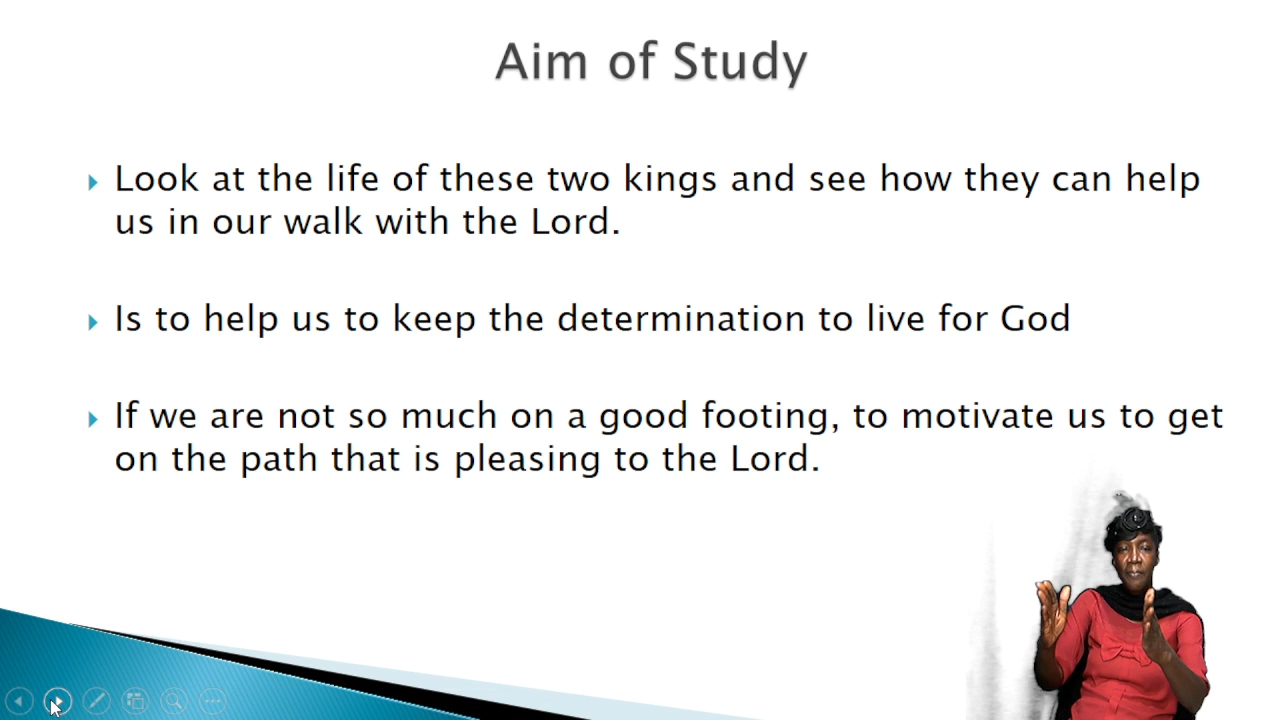 Aim of Study
Look at the life of these two kings and see how they can help
us in our walk with the Lord.
Is to help us to keep the determination to live for God
If we are not so much on a good footing, to motivate us to get
on the path that is pleasing to the Lord.